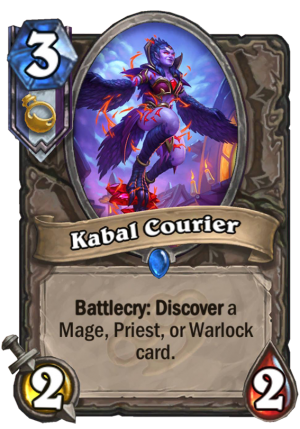 3
Kabal Courier
Battlecry: Discover a
Mage, Priest, or Warlock
card.
2
2